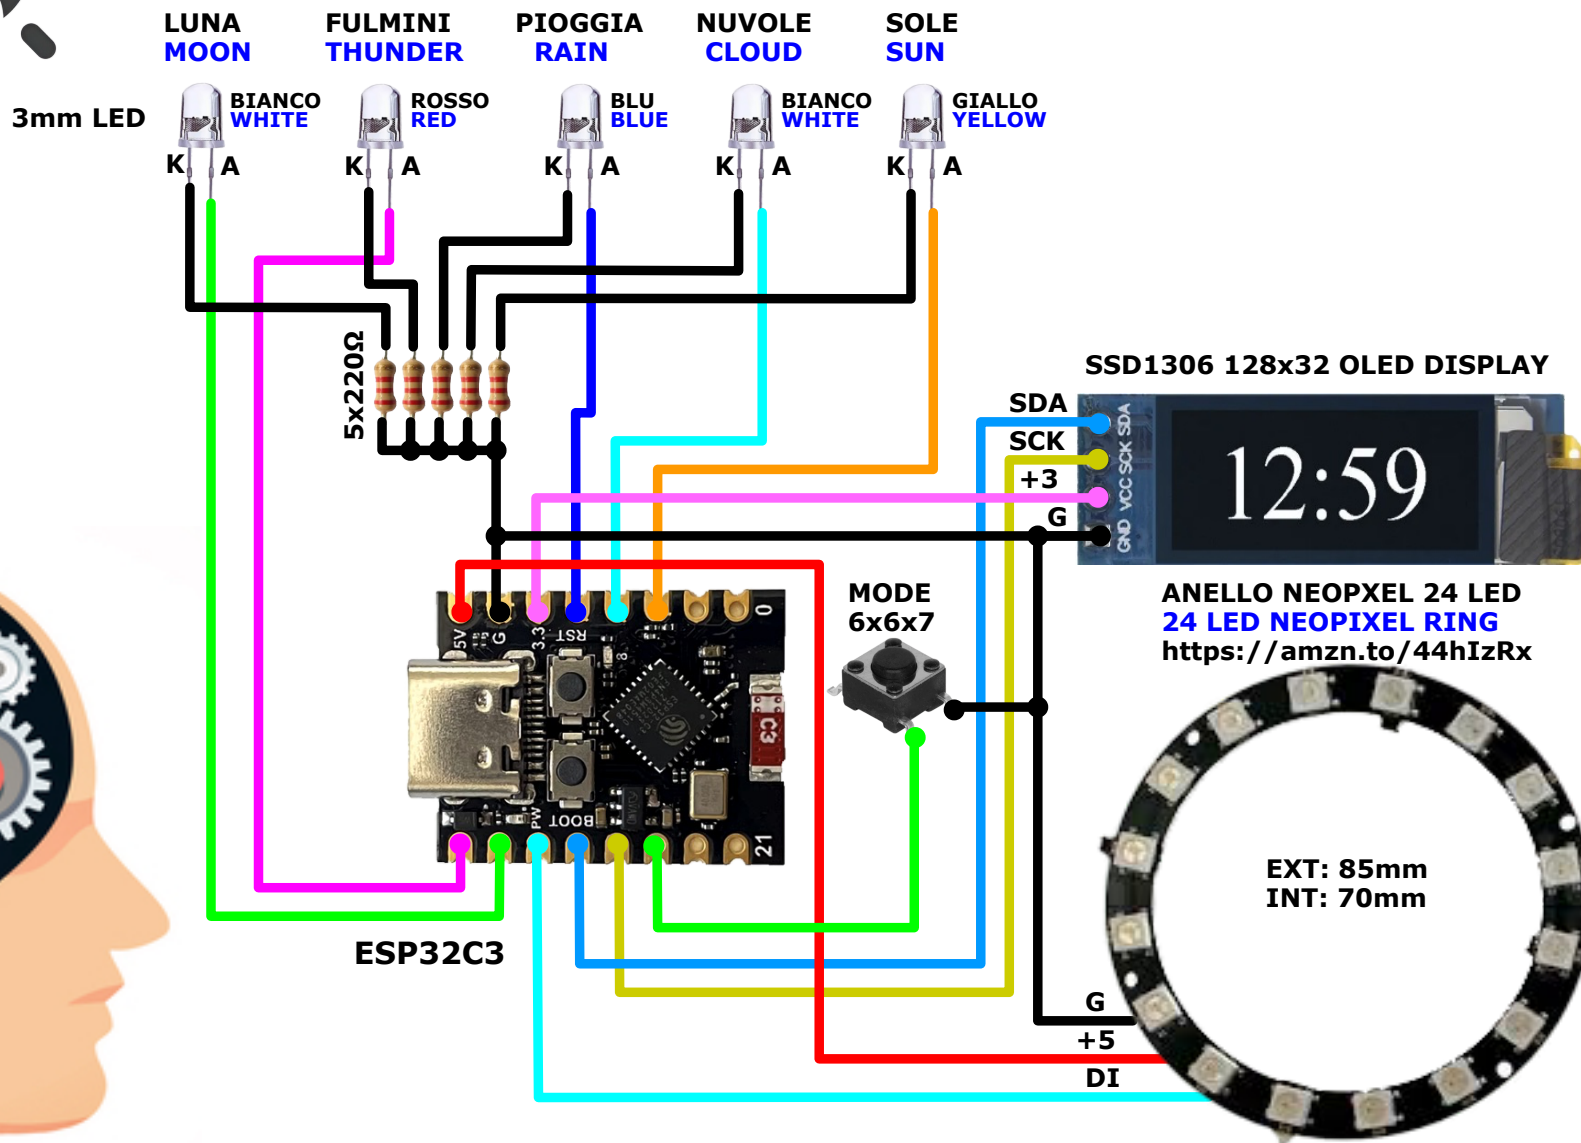 LUNA
MOON
FULMINI
THUNDER
PIOGGIA
RAIN
NUVOLE
CLOUD
SOLE
SUN
3mm LED
BIANCO
WHITE
ROSSO
RED
BLU
BLUE
BIANCO
WHITE
GIALLO
YELLOW
K A
K A
K A
K A
K A
5x220Ω
SSD1306 128x32 OLED DISPLAY
SDA
SCK
+3
G
SDA
SCK
VCC
GND
12:59
ANELLO NEOPXEL 24 LED
24 LED NEOPIXEL RING
https://amzn.to/44hIzRx
MODE
6x6x7
5V
G
3.3
RST
8
0
C3
PW
BOOT
21
ESP32C3
EXT: 85mm
INT: 70mm
G
+5
DI